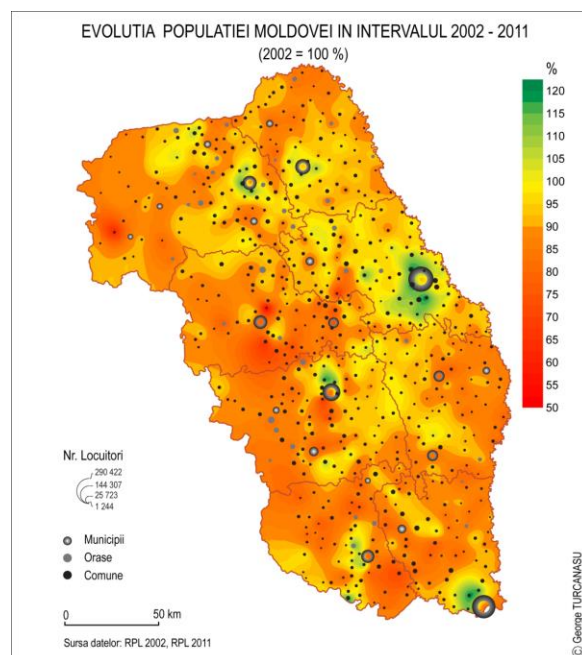 EVOLUTIA POPULATIEI MOLDOVEI IN INTERVALUL 2002 - 2011
(2002 = 100 %)
%
120
115
110
105
100
95
90
85
80
75
70
65
60
55
50
Nr. Locuitori
290 422
144 307
25 723
1 244
Municipii
Orase
Comune
0 50 km
Sursa datelor: RPL 2002, RPL 2011
© George TURCANASU